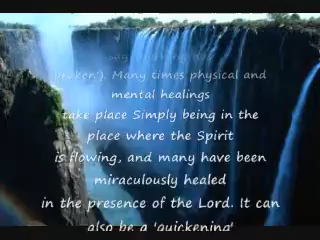 broken'). Many times physical and
mental healings
take place Simply being in the
place where the Spirit
is flowing, and many have been
miraculously healed
in the presence of the Lord. It can
also be a 'quickening'